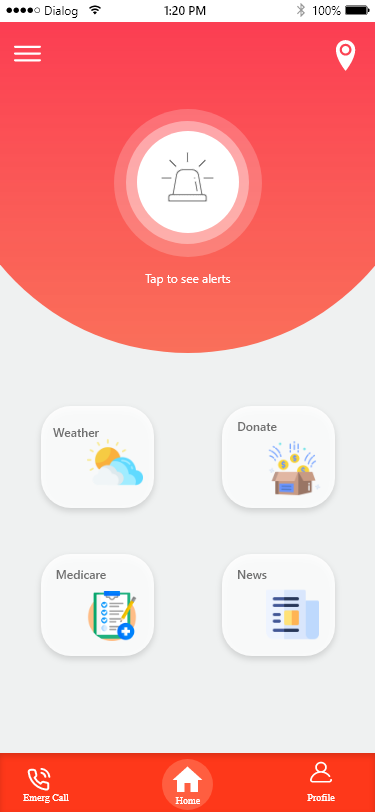 Dialog 1:20 PM 100%
Tap to see alerts
Weather Donate
Medicare News
Emerg Call Home Profile